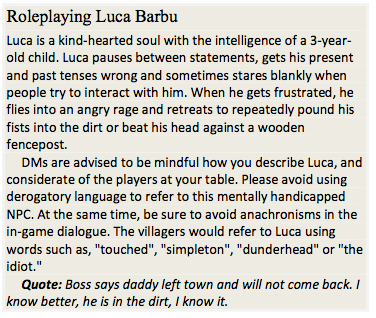 Roleplaying Luca Barbu
Luca is a kind-hearted soul with the intelligence of a 3-year-
old child. Luca pauses between statements, gets his present
and past tenses wrong and sometimes stares blankly when
people try to interact with him. When he gets frustrated, he
flies into an angry rage and retreats to repeatedly pound his
fists into the dirt or beat his head against a wooden
fencepost.
DMs are advised to be mindful how you describe Luca, and
considerate of the players at your table. Please avoid using
derogatory language to refer to this mentally handicapped
NPC. At the same time, be sure to avoid anachronisms in the
in-game dialogue. The villagers would refer to Luca using
words such as, "touched", "simpleton", "dunderhead" or "the
idiot."
Quote: Boss says daddy left town and will not come back. I
know better, he is in the dirt, I know it.